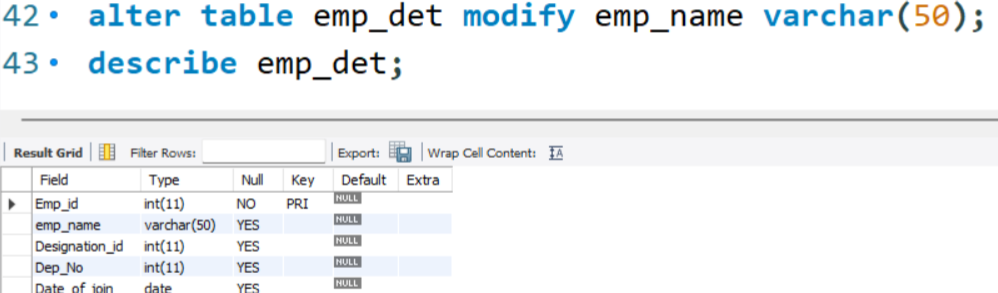 42 • alter table emp_det modify emp_name varchar(50);
43 • describe emp_det;
Result Grid Filter Rows: Export: Wrap Cell Content: IA
Field Type Null Key Default Extra
Emp_id int(11) NO PRI NULL
emp_name varchar(50) YES NULL
Designation_id int(11) YES NULL
Dep_No int(11) YES NULL
Date_of_join date YES NULL